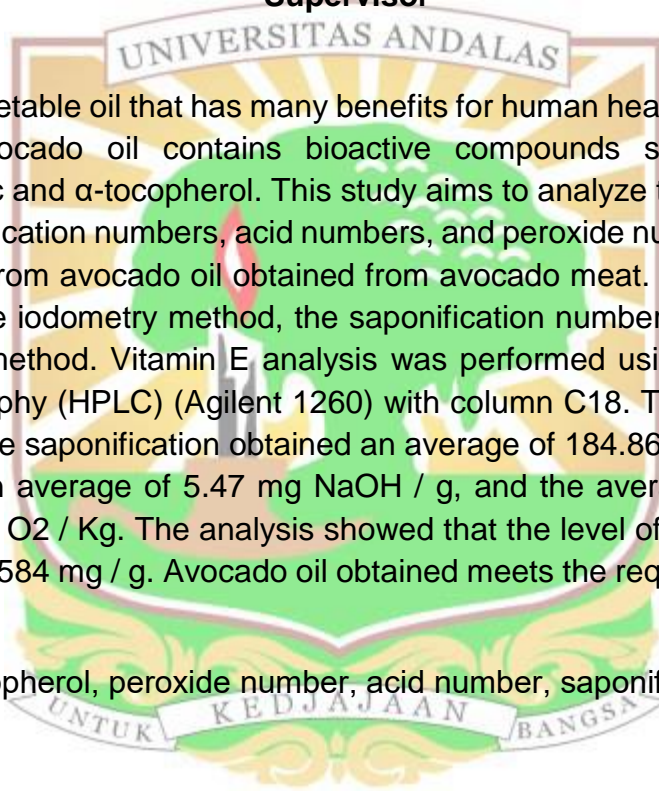 Supervisor
UNIVERSITAS ANDALAS
etable oil that has many benefits for human hea
ocado oil contains bioactive compounds s
c and α-tocopherol. This study aims to analyze t
ication numbers, acid numbers, and peroxide nu
rom avocado oil obtained from avocado meat.
e iodometry method, the saponification number
method. Vitamin E analysis was performed usi
phy (HPLC) (Agilent 1260) with column C18. T
e saponification obtained an average of 184.86
n average of 5.47 mg NaOH / g, and the aver
O2 / Kg. The analysis showed that the level of
584 mg / g. Avocado oil obtained meets the req
opherol, peroxide number, acid number, saponif
UNTUK KEDJAJAAN BANGSA